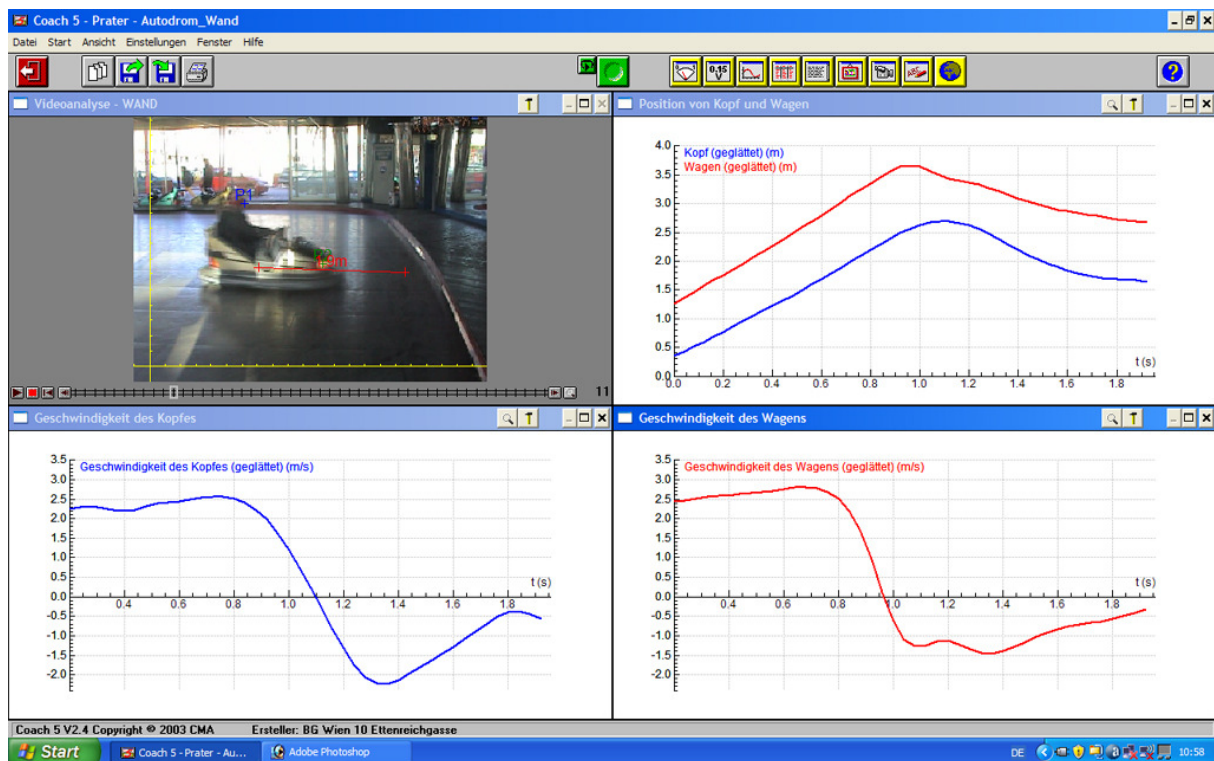 Coach 5 - Prater - Autodrom_Wand
Datei Start Ansicht Einstellungen Fenster Hilfe
0.15
V
?
Videoanalyse - WAND
P1
11
Position von Kopf und Wagen
Kopf (geglättet) (m)
Wagen (geglättet) (m)
4.0
3.5
3.0
2.5
2.0
1.5
1.0
0.5
0.0
t (s)
0.0 0.2 0.4 0.6 0.8 1.0 1.2 1.4 1.6 1.8
Geschwindigkeit des Kopfes
Geschwindigkeit des Kopfes (geglättet) (m/s)
3.5
3.0
2.5
2.0
1.5
1.0
0.5
0.0
-0.5
-1.0
-1.5
-2.0
t (s)
0.4 0.6 0.8 1.0 1.2 1.4 1.6 1.8
Geschwindigkeit des Wagens
Geschwindigkeit des Wagens (geglättet) (m/s)
3.5
3.0
2.5
2.0
1.5
1.0
0.5
0.0
-0.5
-1.0
-1.5
-2.0
t (s)
0.4 0.6 0.8 1.0 1.2 1.4 1.6 1.8
Coach 5 V2.4 Copyright © 2003 CMA Ersteller: BG Wien 10 Ettenreichgasse
Start Coach 5 - Prater - Au... Adobe Photoshop DE 10:58